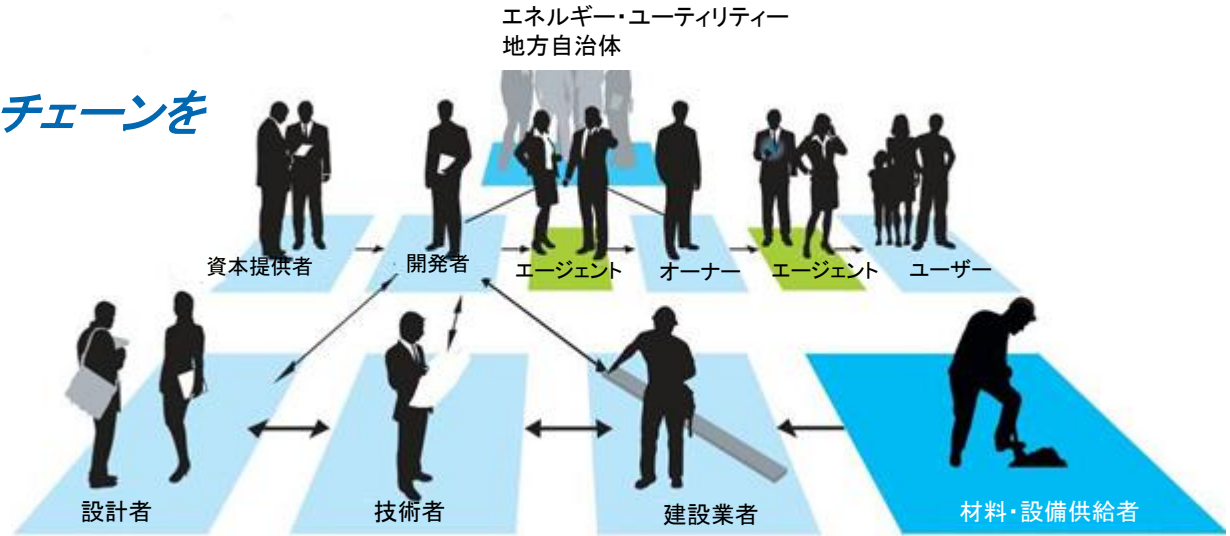 エネルギー・ユーティリティー
地方自治体
チェーンを
資本提供者
開発者
エージェント
オーナー
エージェント
ユーザー
設計者
技術者
建設業者
材料・設備供給者